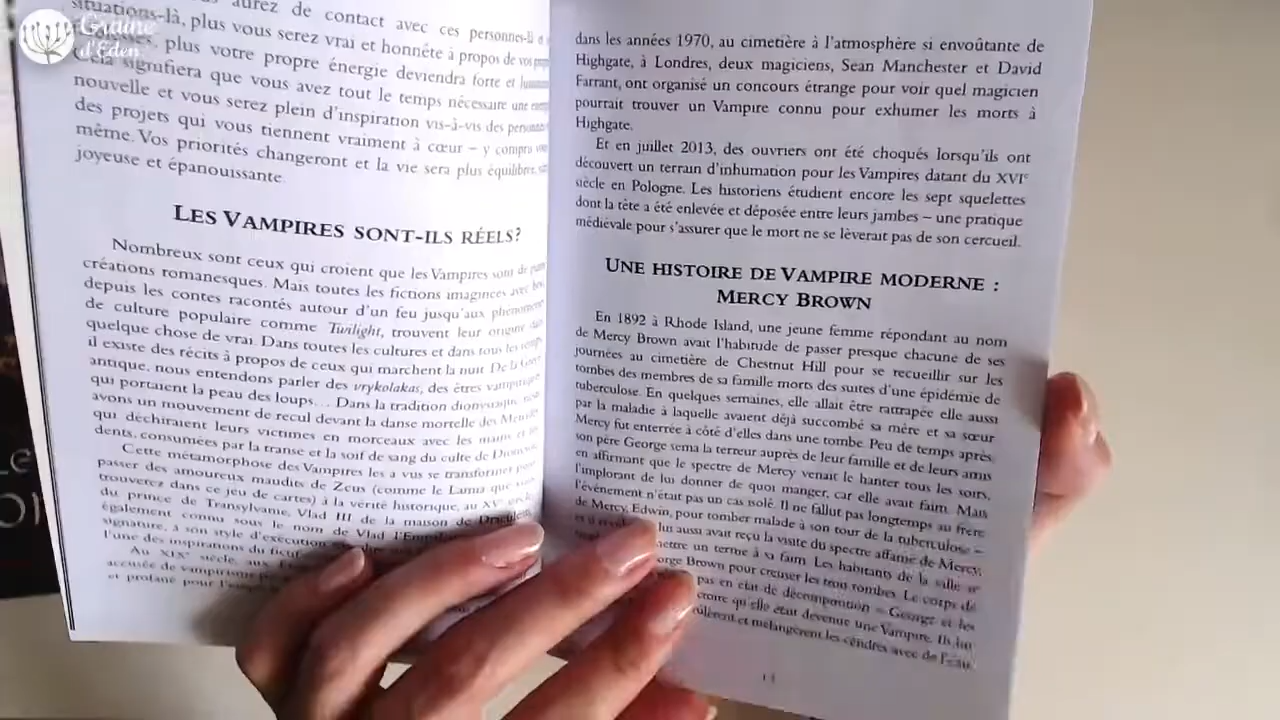 Graine
d'Eden
aurez de contact avec ces personnes-là
situations-là, plus vous serez vrai et honnête à propos de vos
plus votre propre énergie deviendra forte et
Cela signifiera que vous avez tout le temps nécessaire une
nouvelle et vous serez plein d'inspiration vis-à-vis des
des projets qui vous tiennent vraiment à cœur – y compris
même. Vos priorités changeront et la vie sera plus équilibrée,
joyeuse et épanouissante.
LES VAMPIRES SONT-ILS RÉELS?
Nombreux sont ceux qui croient que les Vampires sont de
créations romanesques. Mais toutes les fictions imaginées avec
depuis les contes racontés autour d'un feu jusqu'aux phénomènes
de culture populaire comme Twilight, trouvent leur origine dans
quelque chose de vrai. Dans toutes les cultures et dans tous les temps
il existe des récits à propos de ceux qui marchent la nuit. De la Grèce
antique, nous entendons parler des vrykolakas, des êtres vampiriques
qui portaient la peau des loups... Dans la tradition dionysiaque, nous
avons un mouvement de recul devant la danse mortelle des
qui déchiraient leurs victimes en morceaux avec les mains et les
dents, consumées par la transe et la soif de sang du culte de
Cette métamorphose des Vampires les a vus se transformer pour
passer des amoureux maudits de Zeus (comme le Lamia que vous
trouverez dans ce jeu de cartes) à la vérité historique, au XVe siècle,
du prince de Transylvanie, Vlad III de la maison de
également connu sous le nom de Vlad
signature, à son style d'exécution
l'une des inspirations du
Au XIXe siècle, aux
accusée de vampirisme
et profané pour
dans les années 1970, au cimetière à l'atmosphère si envoûtante de
Highgate, à Londres, deux magiciens, Sean Manchester et David
Farrant, ont organisé un concours étrange pour voir quel magicien
pourrait trouver un Vampire connu pour exhumer les morts à
Highgate.
Et en juillet 2013, des ouvriers ont été choqués lorsqu'ils ont
découvert un terrain d'inhumation pour les Vampires datant du XVIe
siècle en Pologne. Les historiens étudient encore les sept squelettes
dont la tête a été enlevée et déposée entre leurs jambes – une pratique
médiévale pour s'assurer que le mort ne se lèverait pas de son cercueil.
UNE HISTOIRE DE VAMPIRE MODERNE :
MERCY BROWN
En 1892 à Rhode Island, une jeune femme répondant au nom
de Mercy Brown avait l'habitude de passer presque chacune de ses
journées au cimetière de Chestnut Hill pour se recueillir sur les
tombes des membres de sa famille morts des suites d'une épidémie de
tuberculose. En quelques semaines, elle allait être rattrapée elle aussi
par la maladie à laquelle avaient déjà succombé sa mère et sa sœur
Mercy fut enterrée à côté d'elles dans une tombe. Peu de temps après,
son père George sema la terreur auprès de leur famille et de leurs amis
en affirmant que le spectre de Mercy venait le hanter tous les soirs,
l'implorant de lui donner de quoi manger, car elle avait faim. Mais
l'événement n'était pas un cas isolé. Il ne fallut pas longtemps au frère
de Mercy, Edwin, pour tomber malade à son tour de la tuberculose –
lui aussi avait reçu la visite du spectre affamé de Mercy,
mettre un terme à sa faim. Les habitants de la ville
George Brown pour creuser les trois tombes. Le corps de
pas en état de décomposition – George et les
croire qu'elle était devenue une Vampire. Ils lui
brûlèrent et mélangèrent les cendres avec de l'eau,